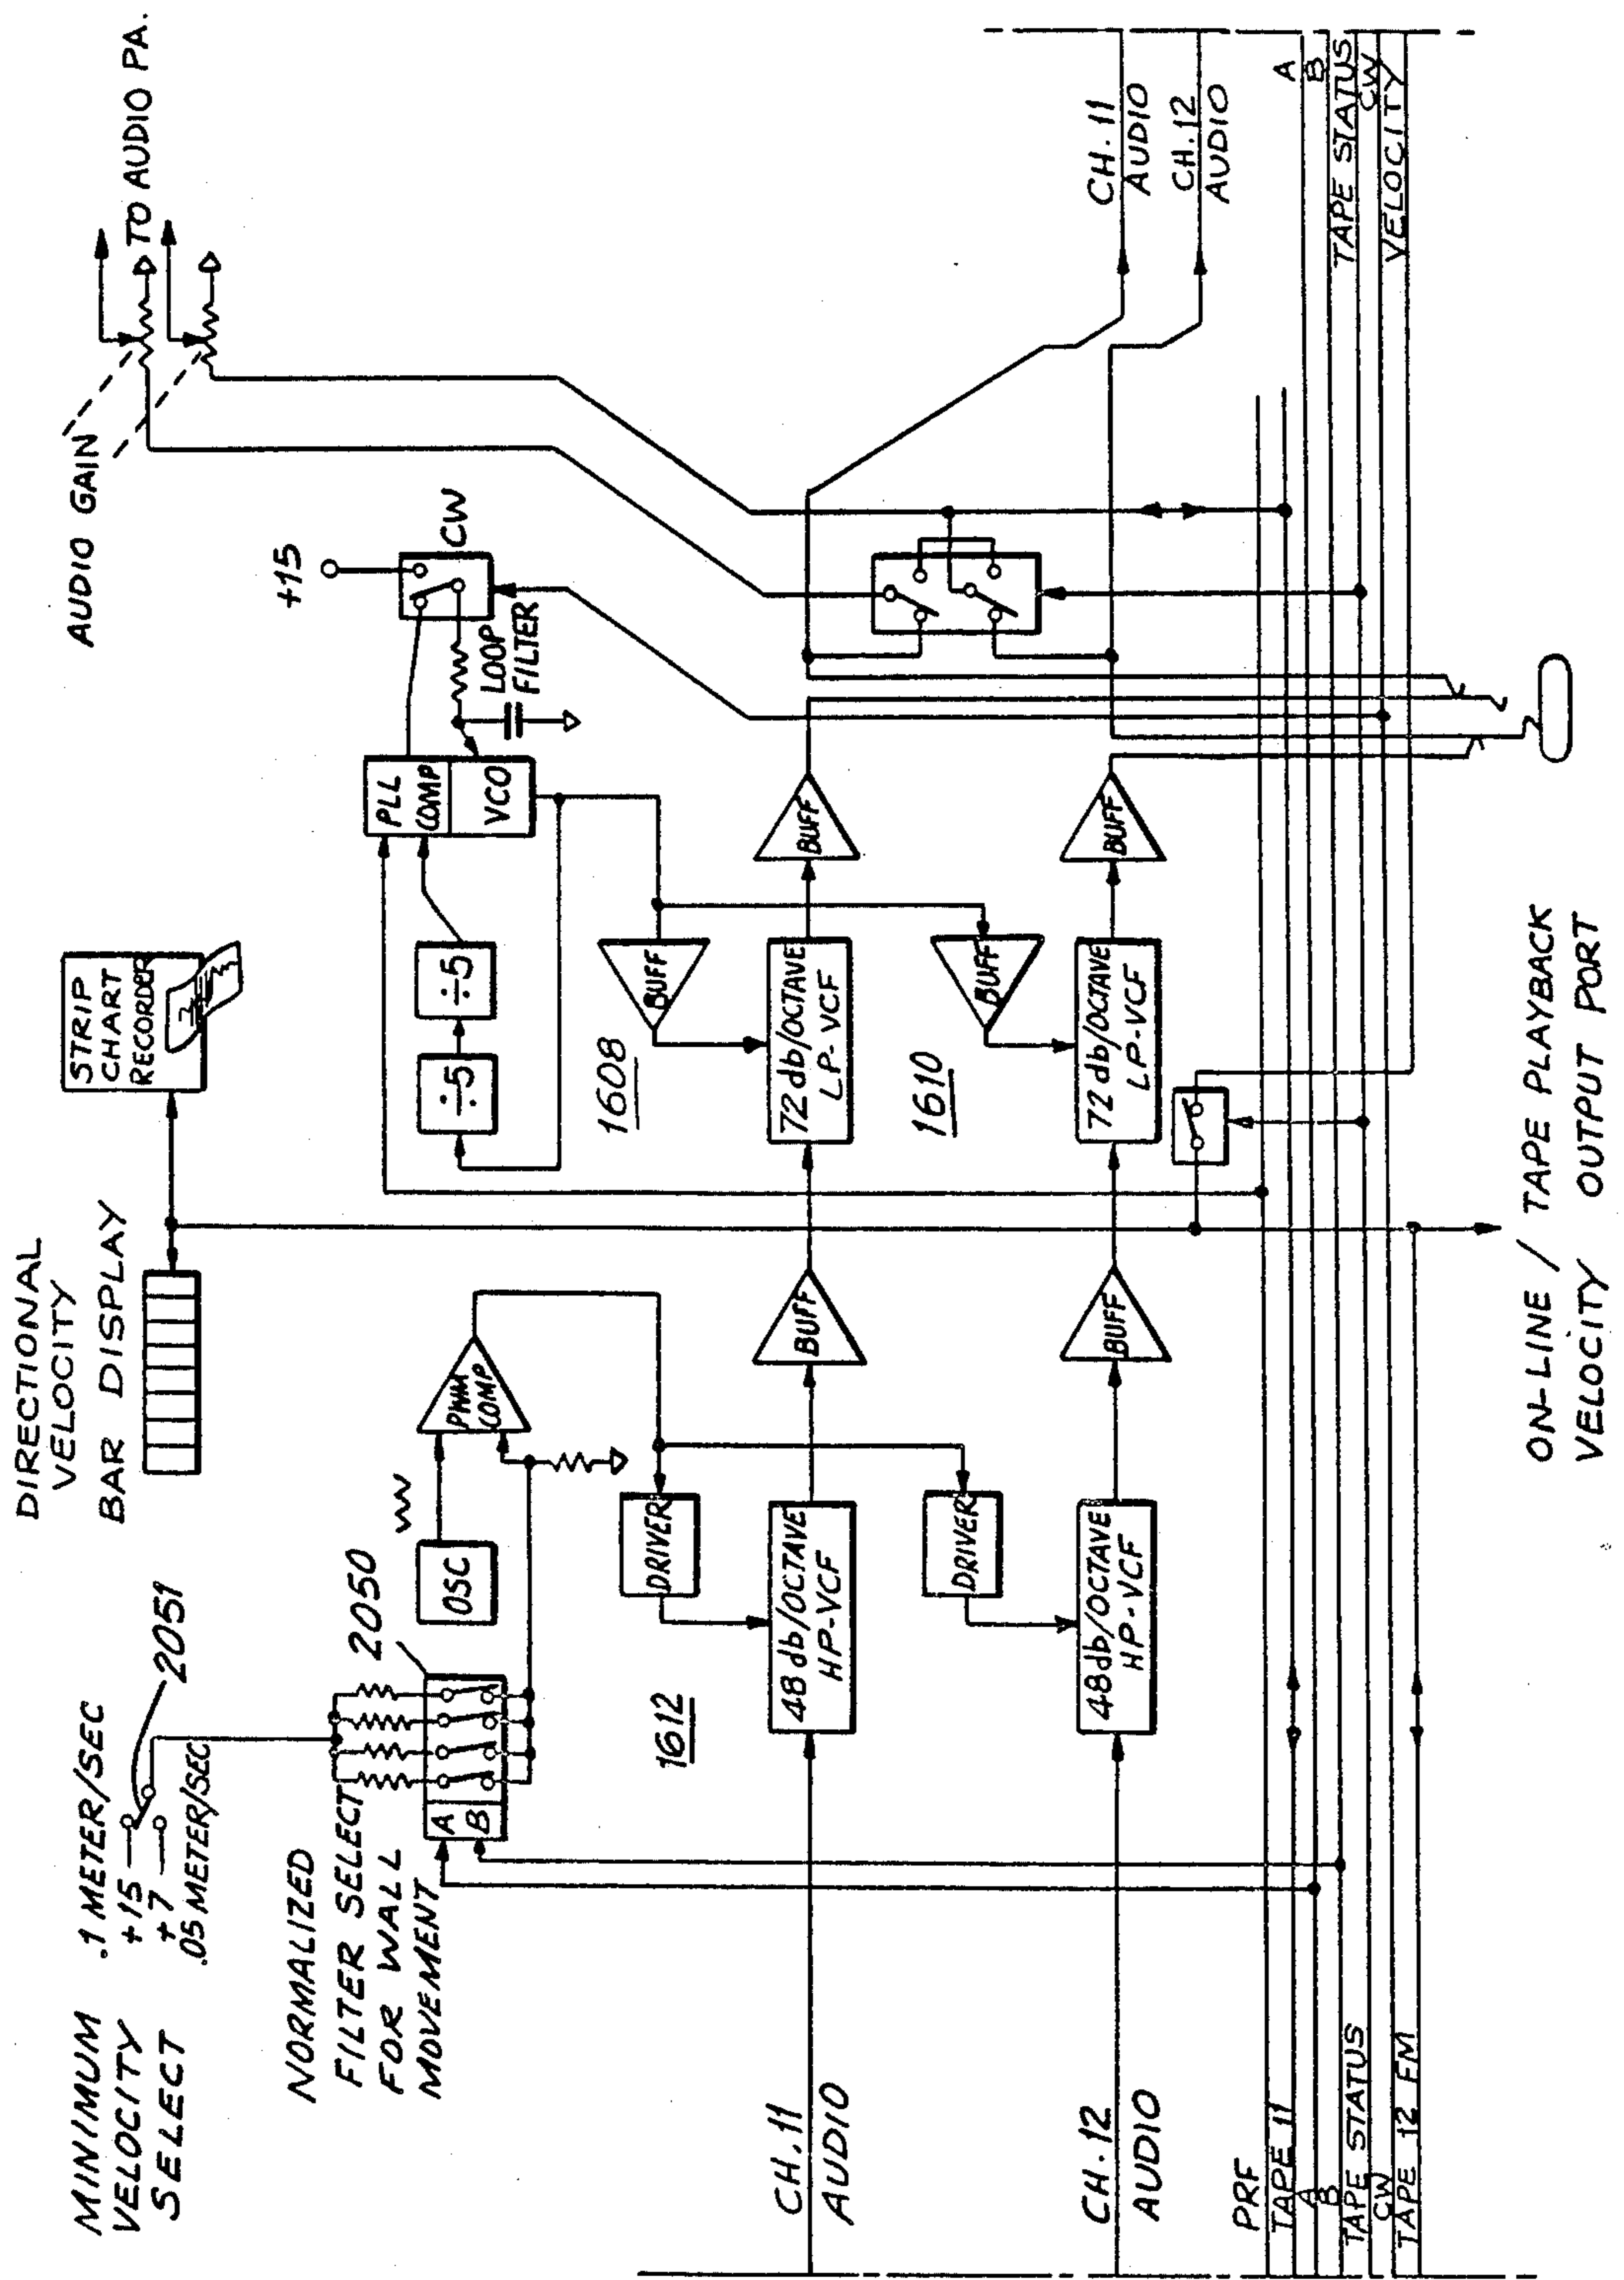 MINIMUM
VELOCITY
SELECT
.1 METER/SEC
+15
+7
.05 METER/SEC
2051
DIRECTIONAL
VELOCITY
BAR DISPLAY
STRIP
CHART
RECORDER
AUDIO GAIN
TO AUDIO PA.
NORMALIZED
FILTER SELECT
FOR WALL
MOVEMENT
2050
A
B
OSC
PWM
COMP
÷5
÷5
PLL
COMP
VCO
+15
CW
LOOP
FILTER
1612
DRIVER
1608
BUFF
CH.11
AUDIO
48 db/OCTAVE
HP-VCF
BUFF
72 db/OCTAVE
LP-VCF
BUFF
CH.11
AUDIO
DRIVER
1610
BUFF
CH.12
AUDIO
48db/OCTAVE
HP-VCF
BUFF
72 db/OCTAVE
LP-VCF
BUFF
CH.12
AUDIO
PRF
TAPE 11
A
B
TAPE STATUS
CW
TAPE 12 FM
A
B
TAPE STATUS
CW
VELOCITY
ON-LINE / TAPE PLAYBACK
VELOCITY OUTPUT PORT